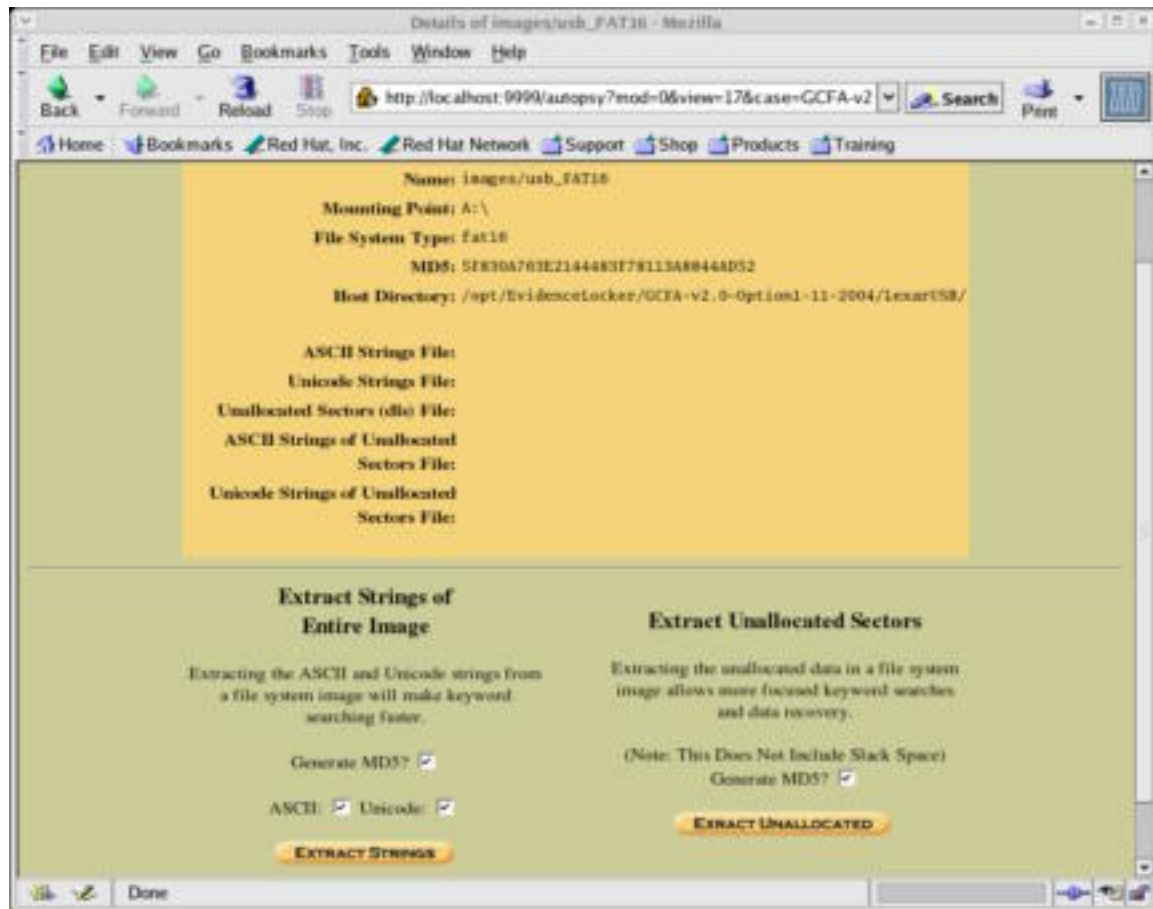 Details of images/usb_FAT16 - Mozilla
File Edit View Go Bookmarks Tools Window Help
Back Forward Reload Stop http://localhost:9999/autopsy?mod=0&view=17&case=GCFA-v2 Search Print
Home Bookmarks Red Hat, Inc. Red Hat Network Support Shop Products Training
Name: images/usb_FAT16
Mounting Point: A:\
File System Type: fat16
MD5:
Host Directory: /opt/EvidenceLocker/GCFA-v2.0-Option1-11-2004/LexarUSB/
ASCII Strings File:
Unicode Strings File:
Unallocated Sectors (dls) File:
ASCII Strings of Unallocated
Sectors File:
Unicode Strings of Unallocated
Sectors File:
Extract Strings of
Entire Image
Extracting the ASCII and Unicode strings from
a file system image will make keyword
searching faster.
Generate MD5?
ASCII: Unicode:
EXTRACT STRINGS
Extract Unallocated Sectors
Extracting the unallocated data in a file system
image allows more focused keyword searches
and data recovery.
(Note: This Does Not Include Slack Space)
Generate MD5?
EXRACT UNALLOCATED
Done